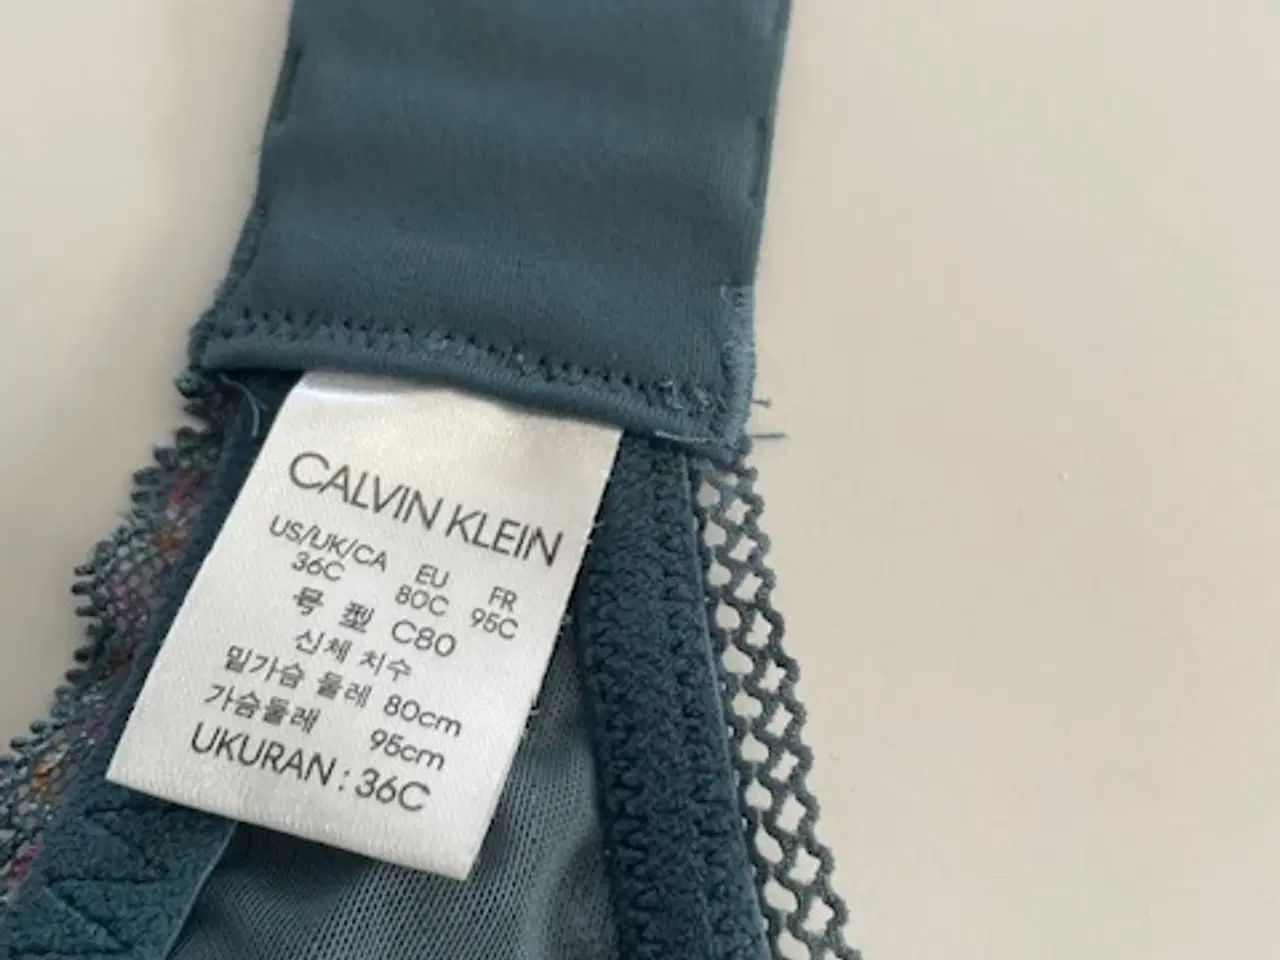 CALVIN KLEIN
US/UK/CA EU FR
36C 80C 95C
号 型 C80
신체 치수
밑가슴 둘레 80cm
가슴둘레 95cm
UKURAN : 36C